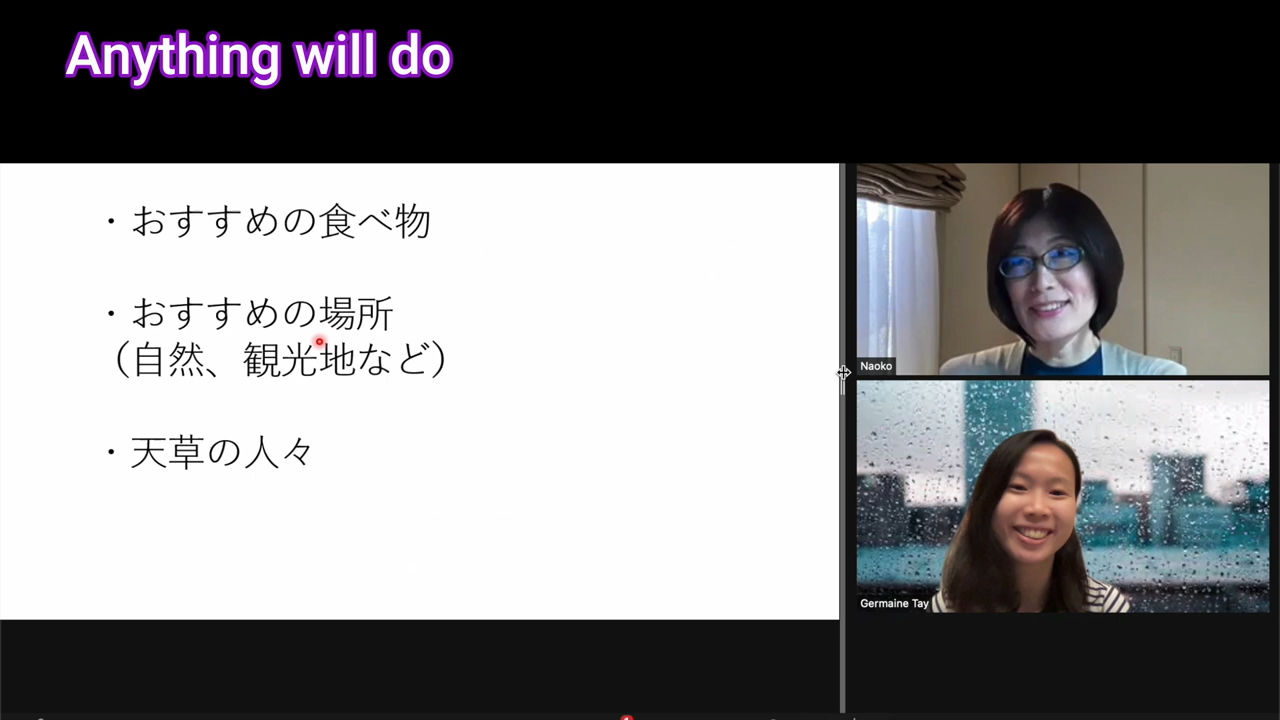 Anything will do
・おすすめの食べ物
・おすすめの場所
（自然、観光地など）
・天草の人々
Naoko
Germaine Tay